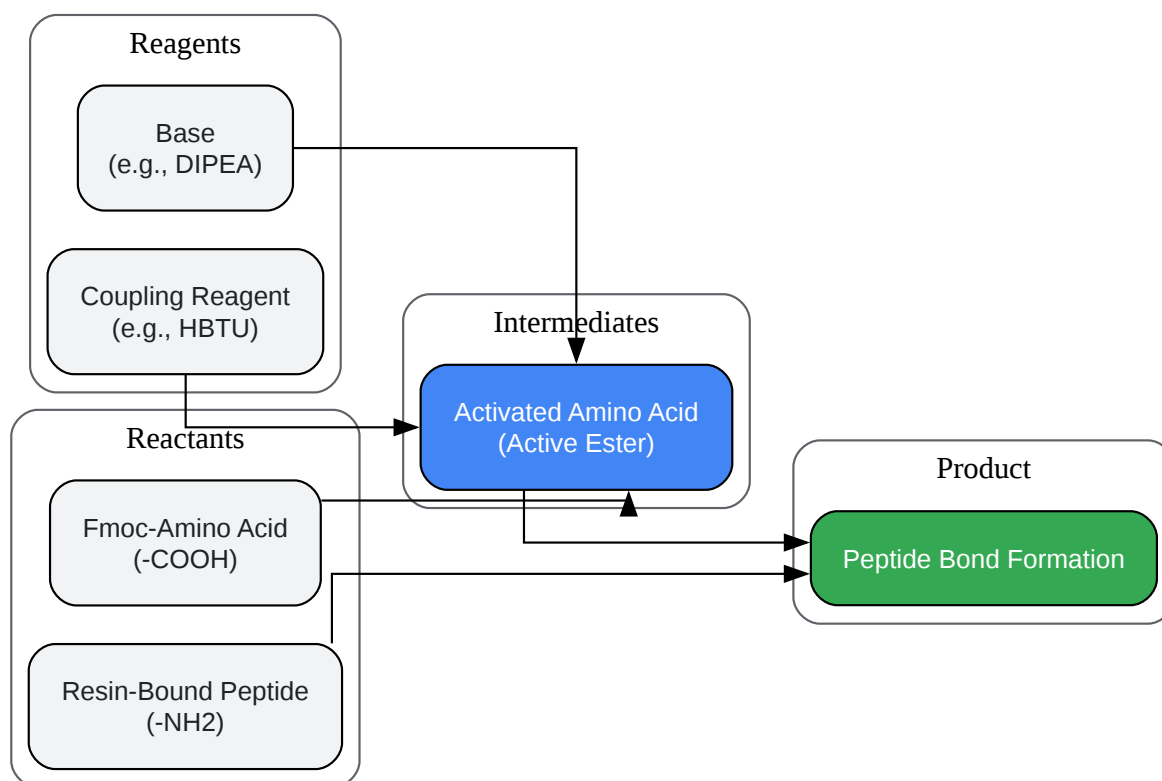 Reagents
Base
(e.g., DIPEA)
Coupling Reagent
(e.g., HBTU)
Reactants
Fmoc-Amino Acid
(-COOH)
Resin-Bound Peptide
(-NH2)
Intermediates
Activated Amino Acid
(Active Ester)
Product
Peptide Bond Formation